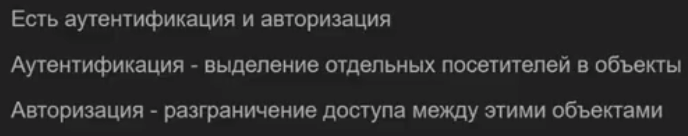 Есть аутентификация и авторизация
Аутентификация - выделение отдельных посетителей в объекты
Авторизация - разграничение доступа между этими объектами